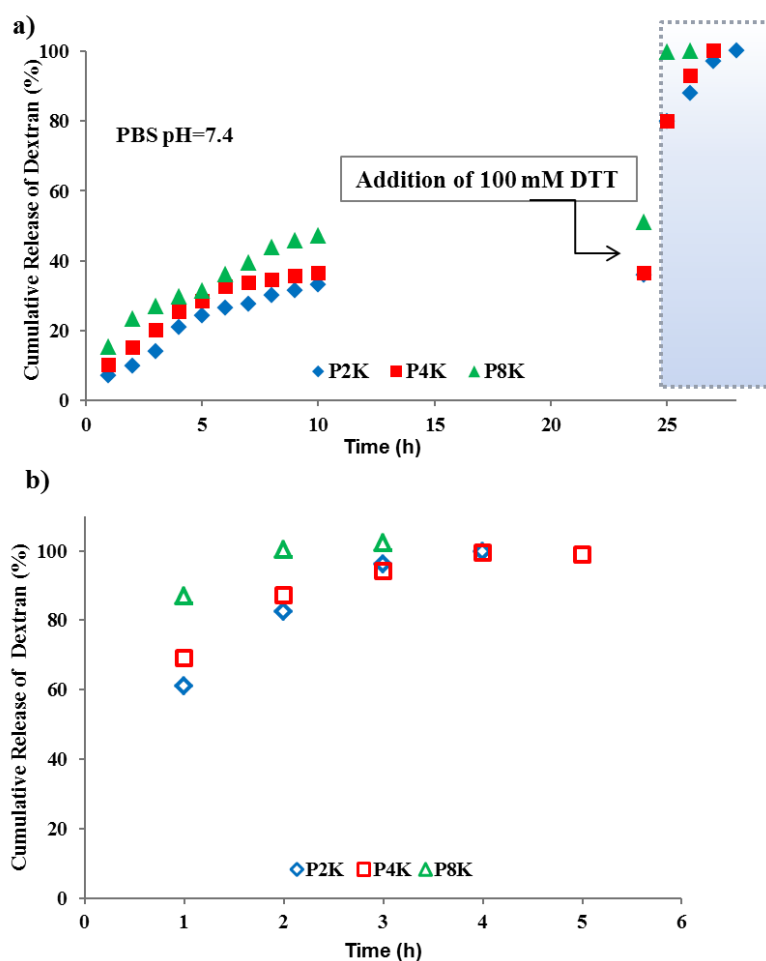 a)
Cumulative Release of Dextran (%)
100
80
60
40
20
0
PBS pH=7.4
Addition of 100 mM DTT
P2K P4K P8K
0 5 10 15 20 25
Time (h)
b)
Cumulative Release of Dextran (%)
100
80
60
40
20
0
P2K P4K P8K
0 1 2 3 4 5 6
Time (h)